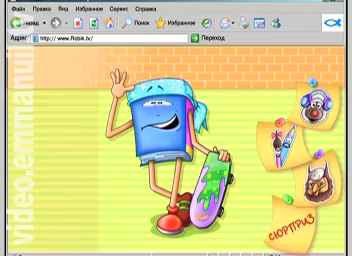 Файл Правка Вид Избранное Сервис Справка
Назад Поиск Избранное
Адрес: http://www.Robik.tv/ Переход
video.emmanuil
СЮРПРИЗ